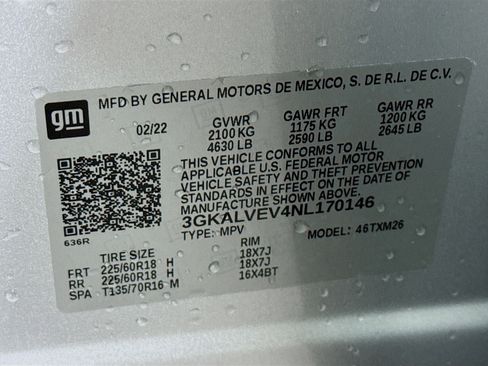 gm MFD BY GENERAL MOTORS DE MEXICO, S. DE R.L. DE C.V.
02/22 GVWR GAWR FRT GAWR RR
2100 KG 1175 KG 1200 KG
4630 LB 2590 LB 2645 LB
THIS VEHICLE CONFORMS TO ALL
APPLICABLE U.S. FEDERAL MOTOR
VEHICLE SAFETY AND THEFT PREVENTION
STANDARDS IN EFFECT ON THE DATE OF
MANUFACTURE SHOWN ABOVE.
3GKALVEV4NL170146
636R TYPE: MPV MODEL: 46TXM26
TIRE SIZE RIM
FRT 225/60R18 H 18X7J
RR 225/60R18 H 18X7J
SPA T135/70R16 M 16X4BT